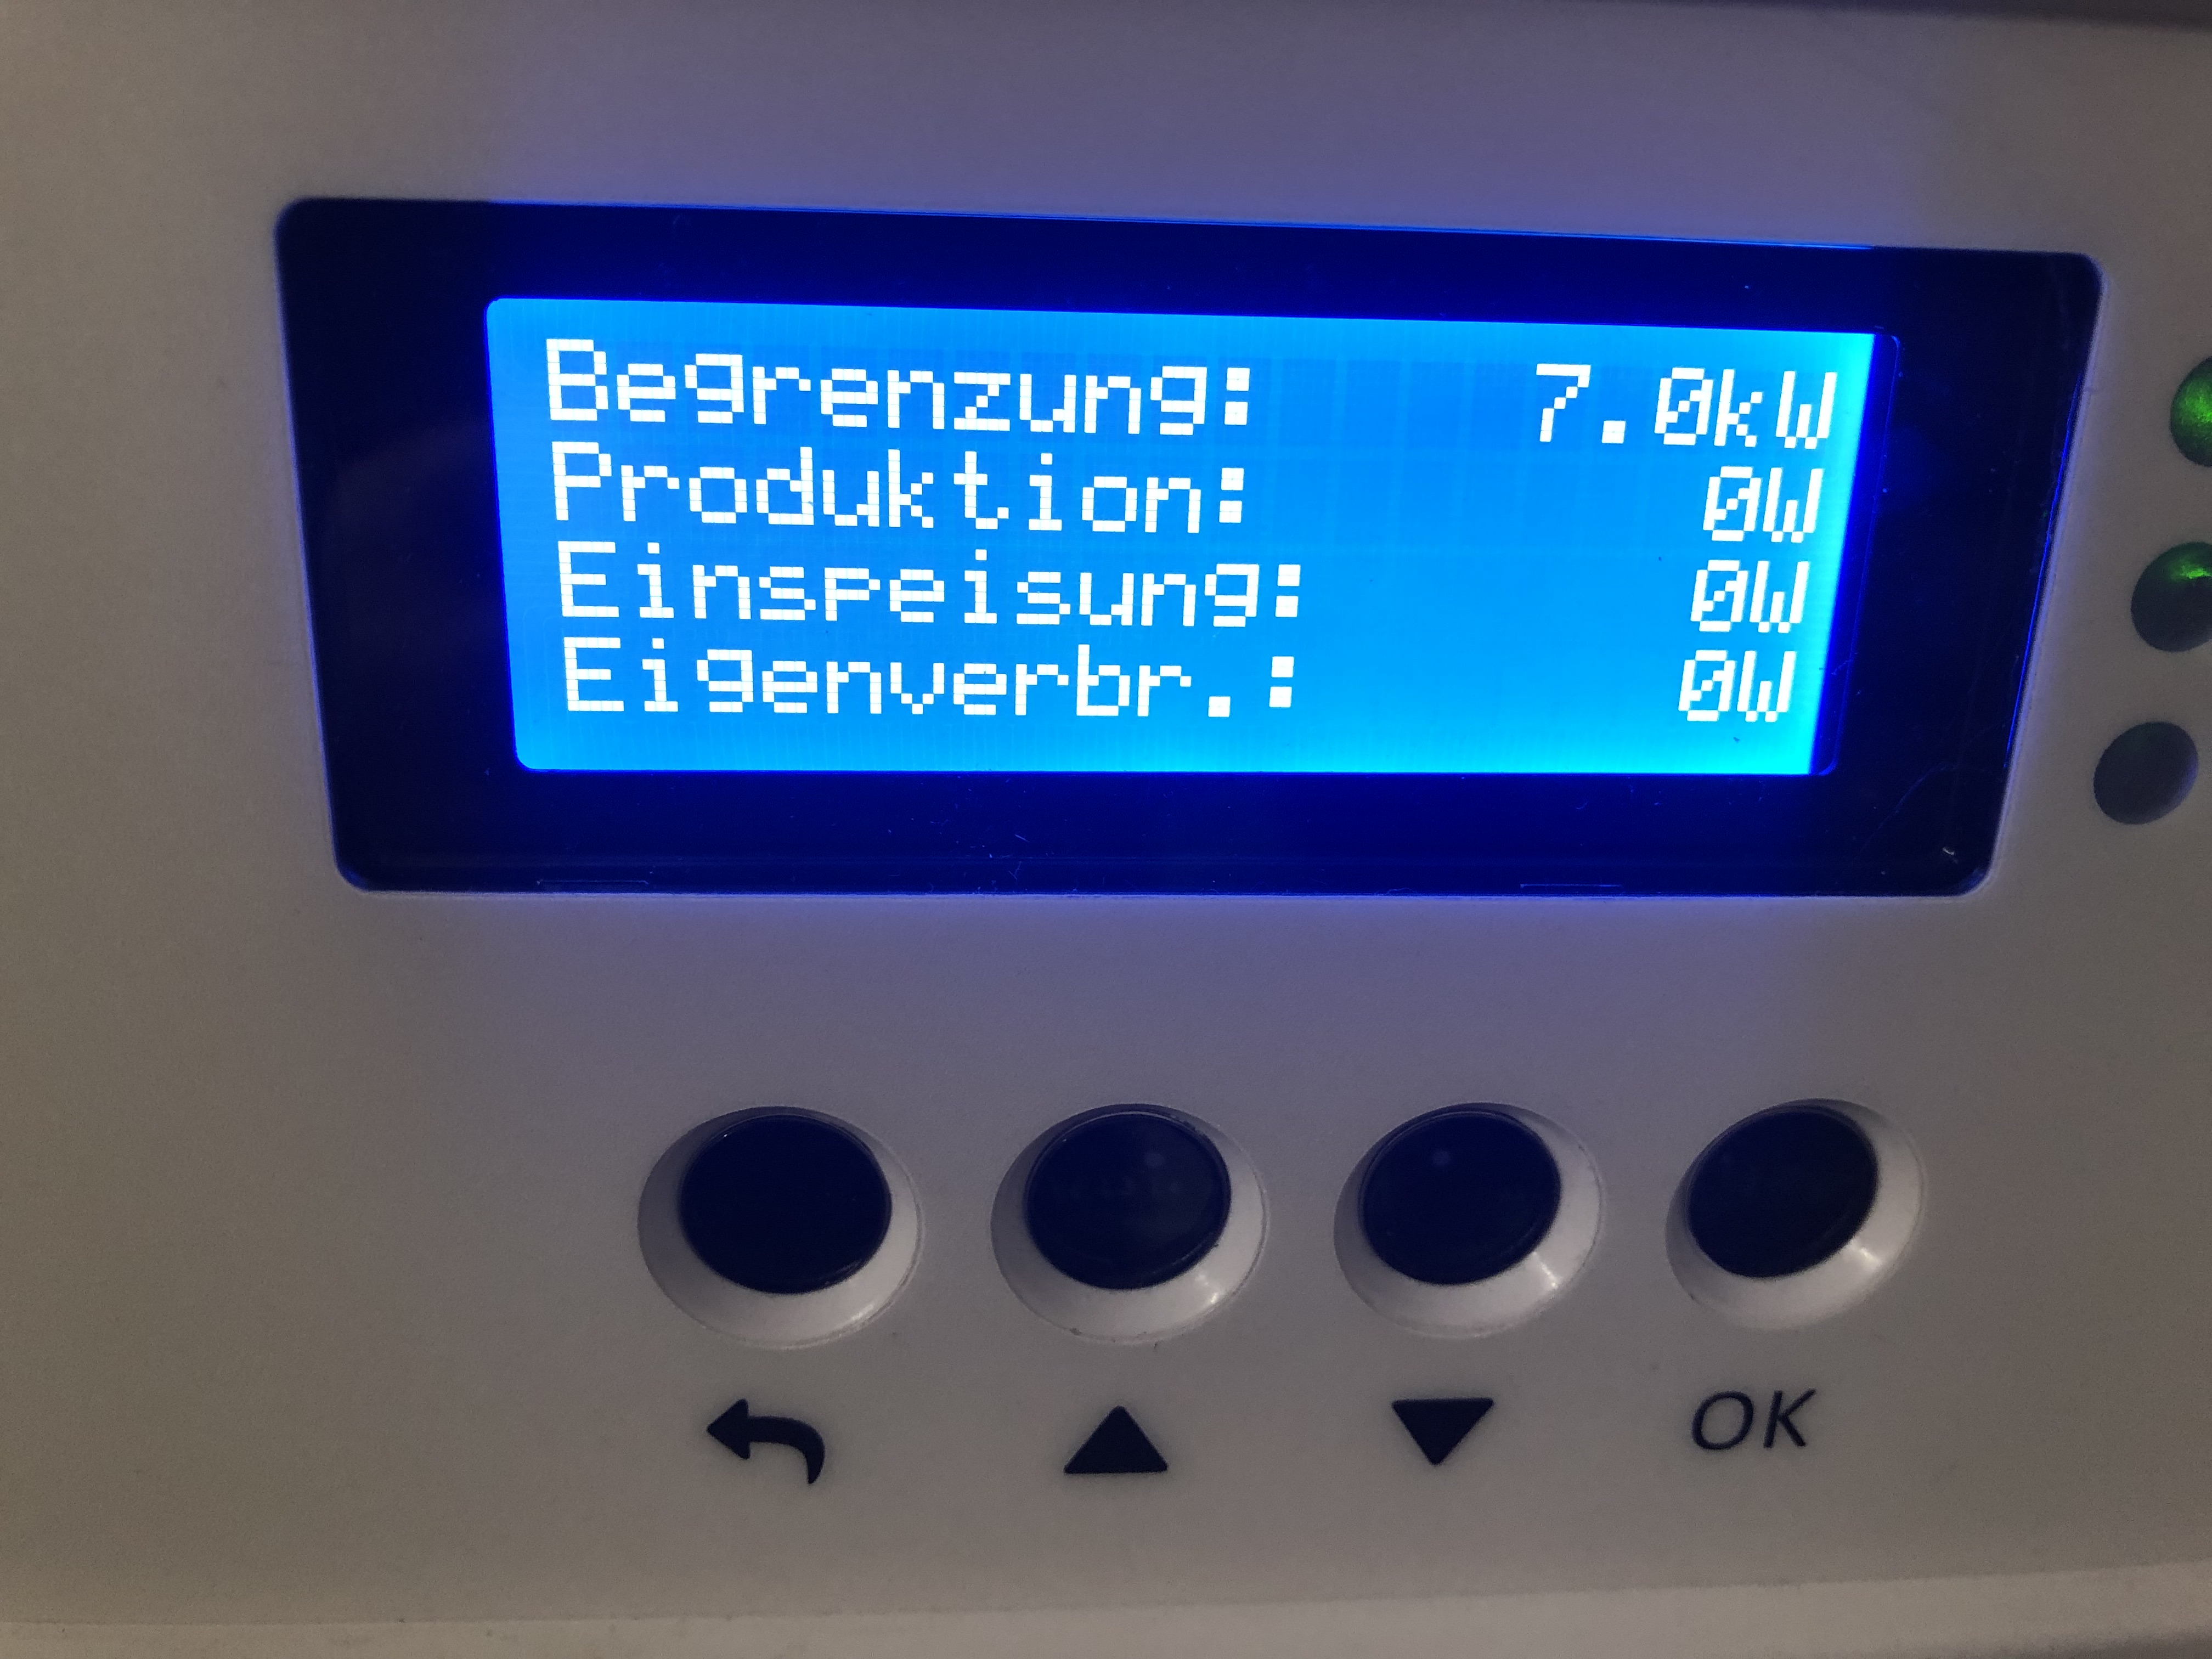 Begrenzung: 7.0kW
Produktion: 0W
Einspeisung: 0W
Eigenverbr.: 0W
OK